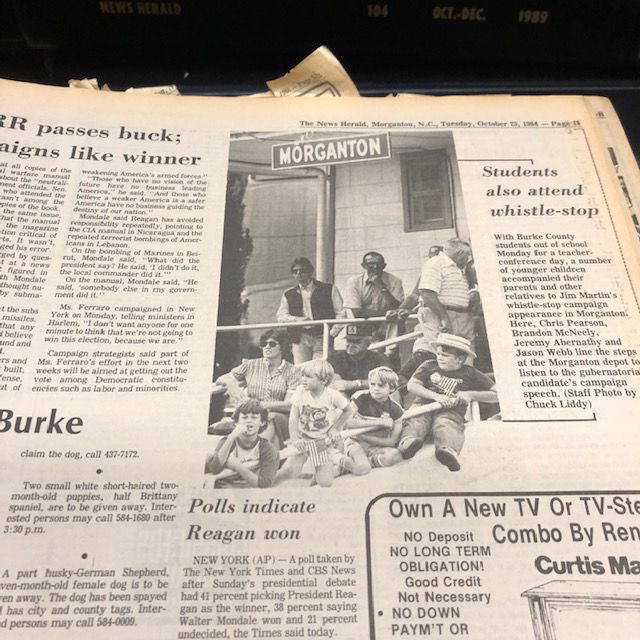 NEWS HERALD
104
OCT.-DEC.
1989
The News Herald, Morganton, N.C., Tuesday, October 23, 1984 — Page
RR passes buck;
aigns like winner
at all copies of the
al warfare manual
bout the "neutrali-
ment officials, Sen.
who attended the
asn't among the
pies of the book.
the same issue,
or the manual
the magazine
tion critical of
rts. It wasn't,
ged his error.
ged by ques-
at a news
figured in
th Mondale
thought na-
by suma-
t the subs
missiles.
that any
believe
und and
ers and
built,
fense,
ut of
weakening America's armed forces."
"Those who have no vision of the
future have no business leading
America," he said. "And those who
believe a weaker America is a safer
America have no business guiding the
destiny of our nation."
Mondale said Reagan has avoided
responsibility repeatedly, pointing to
the CIA manual in Nicaragua and the
repeated terrorist bombings of Amer-
icans in Lebanon.
On the bombing of Marines in Bei-
rut, Mondale said, "What did the
president say? He said, 'I didn't do it,
the local commander did it.'"
On the manual, Mondale said, "He
said, 'somebody else in my govern-
ment did it.'"
Ms. Ferraro campaigned in New
York on Monday, telling ministers in
Harlem, "I don't want anyone for one
minute to think that we're not going to
win this election, because we are."
Campaign strategists said part of
Ms. Ferraro's effort in the next two
weeks will be aimed at getting out the
vote among Democratic constitu-
encies such as labor and minorities.
MORGANTON
Students
also attend
whistle-stop
With Burke County
students out of school
Monday for a teacher-
conference day, a number
of younger children
accompanied their
parents and other
relatives to Jim Martin's
whistle-stop campaign
appearance in Morganton.
Here, Chris Pearson,
Brandon McNeely,
Jeremy Abernathy and
Jason Webb line the steps
at the Morganton depot to
listen to the gubernatorial
candidate's campaign
speech. (Staff Photo by
Chuck Liddy)
Burke
claim the dog, call 437-7172.
•
Two small white short-haired two-
month-old puppies, half Brittany
spaniel, are to be given away. Inter-
ested persons may call 584-1680 after
3:30 p.m.
•
A part husky-German Shepherd,
ven-month-old female dog is to be
ven away. The dog has been spayed
d has city and county tags. Inter-
ed persons may call 584-0009.
Polls indicate
Reagan won
NEW YORK (AP) — A poll taken by
The New York Times and CBS News
after Sunday's presidential debate
had 41 percent picking President Rea-
gan as the winner, 38 percent saying
Walter Mondale won and 21 percent
undecided, the Times said today.
Own A New TV Or TV-Ste
Combo By Ren
NO Deposit
NO LONG TERM
OBLIGATION!
Good Credit
Not Necessary
• NO DOWN
PAYM'T OR
Curtis Ma